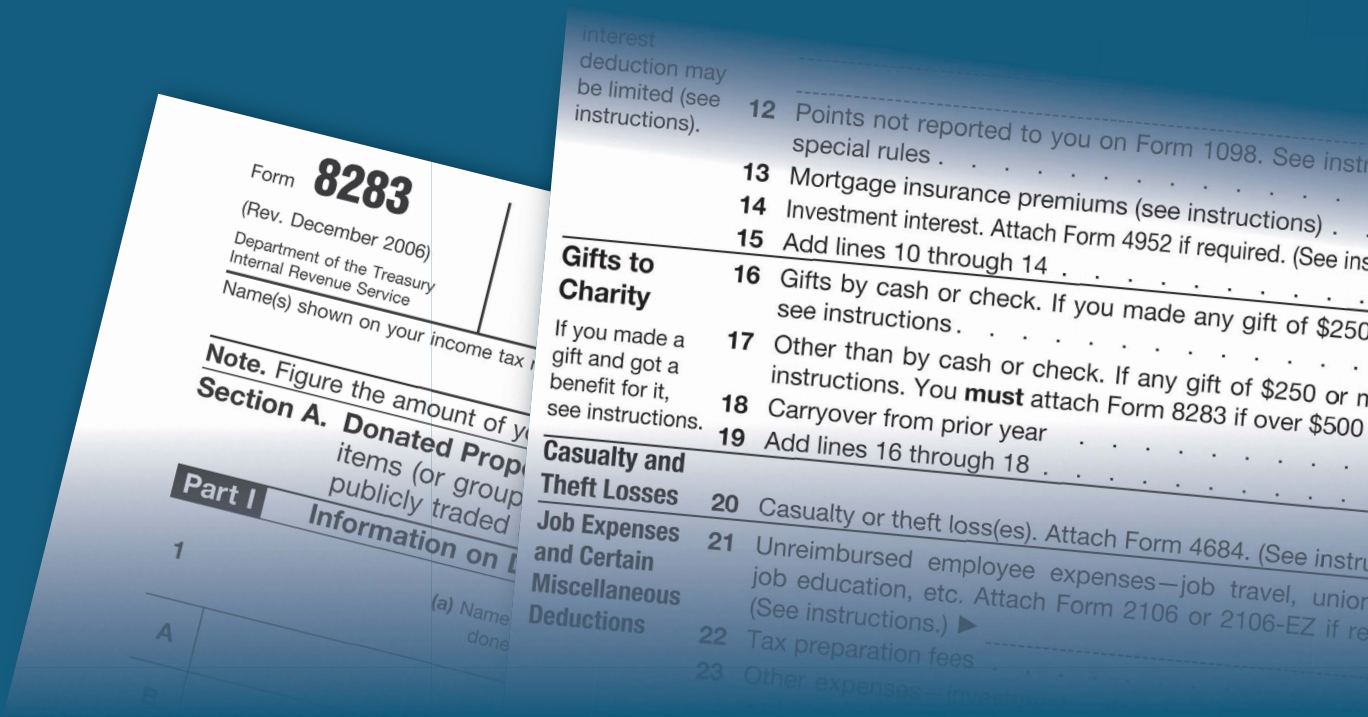 Form 8283
(Rev. December 2006)
Department of the Treasury
Internal Revenue Service
Name(s) shown on your income tax
Note. Figure the amount of
Section A. Donated
items (or group
publicly traded
Part I Information on
1
(a) Name
A
B
interest
deduction may
be limited (see
instructions).
12 Points not reported to you on Form 1098. See
special rules . . . . . . . . . . .
13 Mortgage insurance premiums (see instructions) .
14 Investment interest. Attach Form 4952 if required. (See
15 Add lines 10 through 14 . . . . . . . . .
Gifts to
Charity
If you made a
gift and got a
benefit for it,
see instructions.
16 Gifts by cash or check. If you made any gift of $250
see instructions . . . . . . . . . . .
17 Other than by cash or check. If any gift of $250 or
instructions. You must attach Form 8283 if over $500
18 Carryover from prior year . . . . . . . .
19 Add lines 16 through 18 . . . . . . . . .
Casualty and
Theft Losses
20 Casualty or theft loss(es). Attach Form 4684. (See
Job Expenses
and Certain
Miscellaneous
Deductions
21 Unreimbursed employee expenses—job travel, union
job education, etc. Attach Form 2106 or 2106-EZ if
(See instructions.) ▶
22 Tax preparation fees . . . . . . . .
23 Other expenses—investment